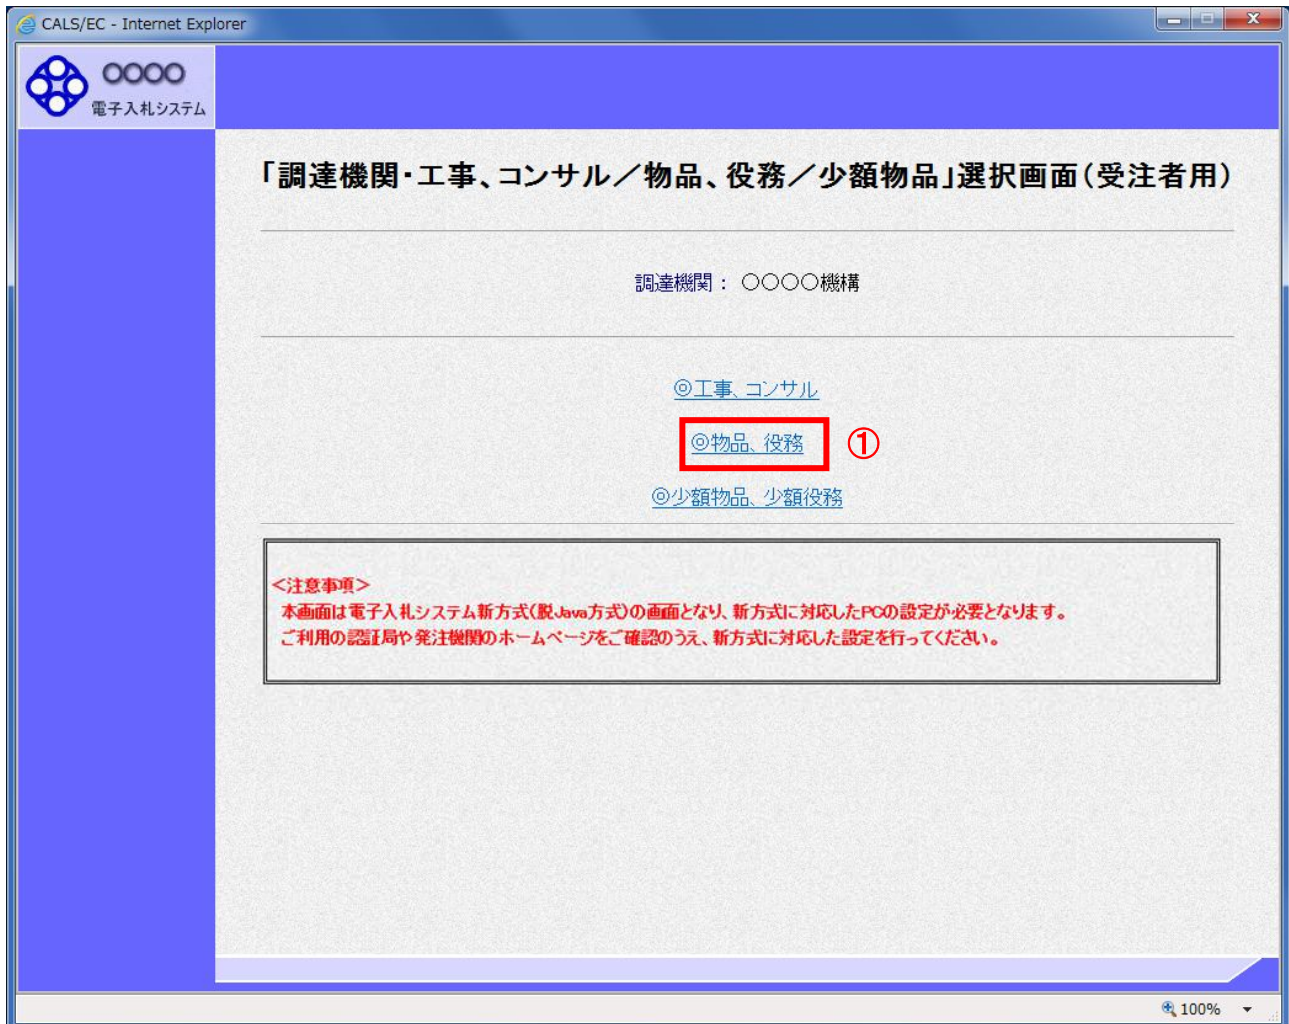 CALS/EC - Internet Explorer
○○○○
電子入札システム
「調達機関・工事、コンサル／物品、役務／少額物品」選択画面(受注者用)
調達機関： ○○○○機構
◎工事、コンサル
◎物品、役務
①
◎少額物品、少額役務
＜注意事項＞
本画面は電子入札システム新方式(脱Java方式)の画面となり、新方式に対応したPCの設定が必要となります。
ご利用の認証局や発注機関のホームページをご確認のうえ、新方式に対応した設定を行ってください。
100%